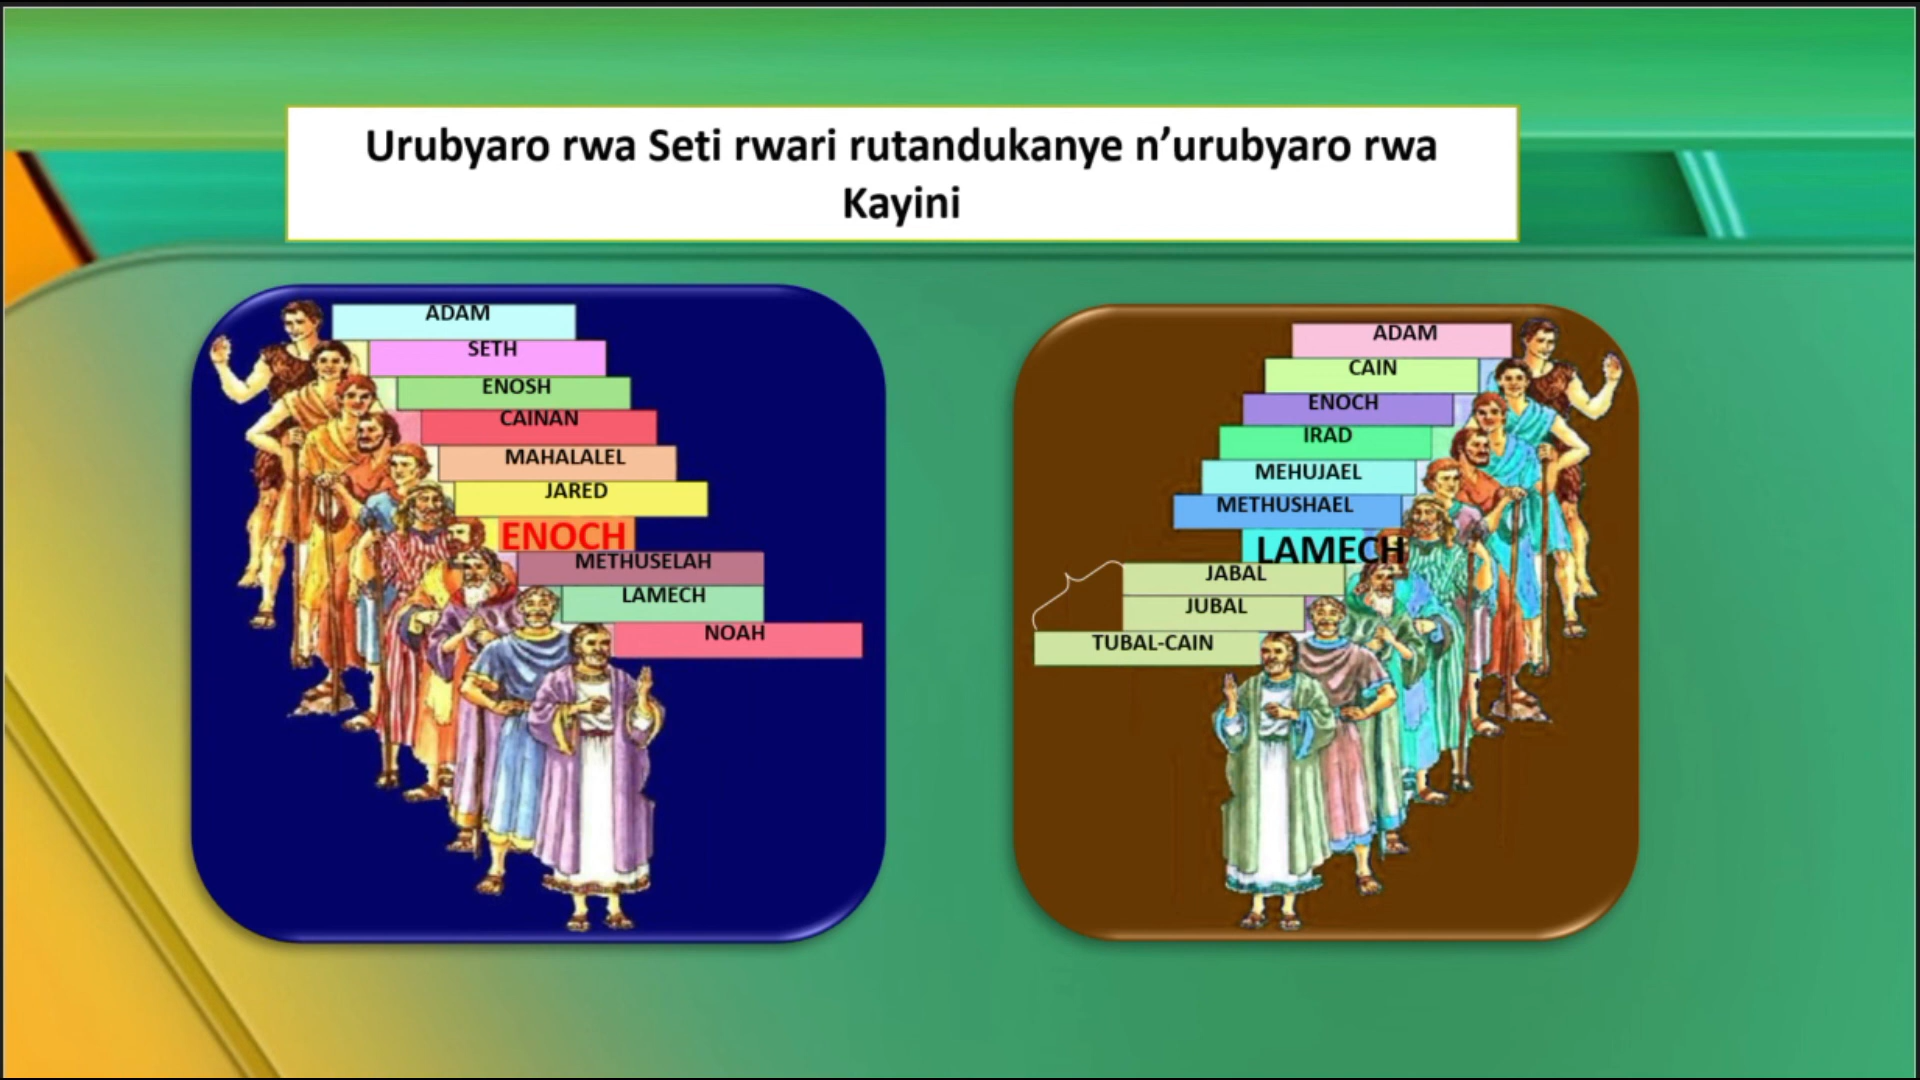 Urubyaro rwa Seti rwari rutandukanye n’urubyaro rwa
Kayini
ADAM
SETH
ENOSH
CAINAN
MAHALALEL
JARED
ENOCH
METHUSELAH
LAMECH
NOAH
ADAM
CAIN
ENOCH
IRAD
MEHUJAEL
METHUSHAEL
LAMECH
JABAL
JUBAL
TUBAL-CAIN